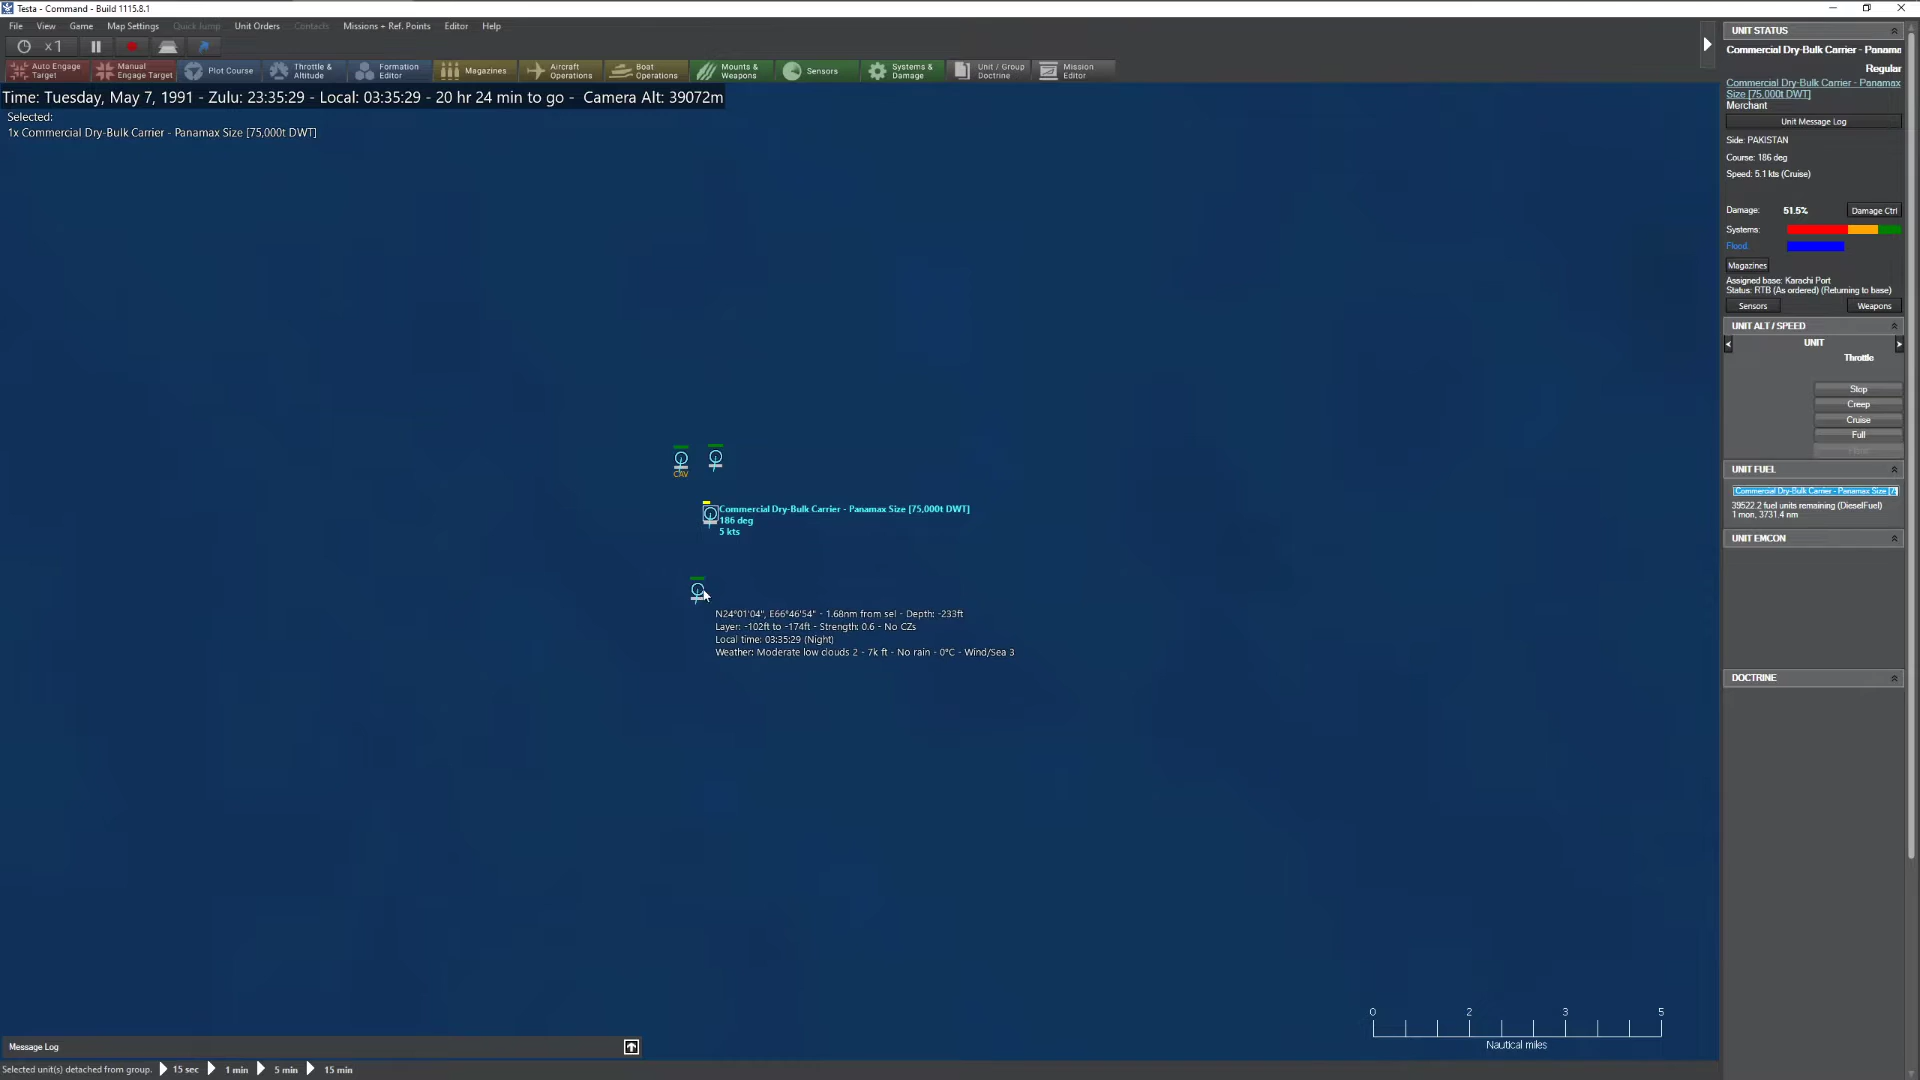 Testa - Command - Build 1115.8.1
File View Game Map Settings Quick Jump Unit Orders Contacts Missions + Ref. Points Editor Help
x1
Auto Engage Target
Manual Engage Target
Plot Course
Throttle & Altitude
Formation Editor
Magazines
Aircraft Operations
Boat Operations
Mounts & Weapons
Sensors
Systems & Damage
Unit / Group Doctrine
Mission Editor
Time: Tuesday, May 7, 1991 - Zulu: 23:35:29 - Local: 03:35:29 - 20 hr 24 min to go - Camera Alt: 39072m
Selected:
1x Commercial Dry-Bulk Carrier - Panamax Size [75,000t DWT]
CAV
Commercial Dry-Bulk Carrier - Panamax Size [75,000t DWT]
186 deg
5 kts
N24°01'04", E66°46'54" - 1.68nm from sel - Depth: -233ft
Layer: -102ft to -174ft - Strength: 0.6 - No CZs
Local time: 03:35:29 (Night)
Weather: Moderate low clouds 2 - 7k ft - No rain - 0°C - Wind/Sea 3
0 2 3 5
Nautical miles
Message Log
Selected unit(s) detached from group. 15 sec 1 min 5 min 15 min
UNIT STATUS
Commercial Dry-Bulk Carrier - Panama
Regular
Commercial Dry-Bulk Carrier - Panamax
Size [75,000t DWT]
Merchant
Unit Message Log
Side: PAKISTAN
Course: 186 deg
Speed: 5.1 kts (Cruise)
Damage: 51.5% Damage Ctrl
Systems:
Flood:
Magazines
Assigned base: Karachi Port
Status: RTB (As ordered) (Returning to base)
Sensors Weapons
UNIT ALT / SPEED
< UNIT >
Throttle
Stop
Creep
Cruise
Full
UNIT FUEL
Commercial Dry-Bulk Carrier - Panamax Size [7
39522.2 fuel units remaining (DieselFuel)
1 mon, 3731.4 nm
UNIT EMCON
DOCTRINE